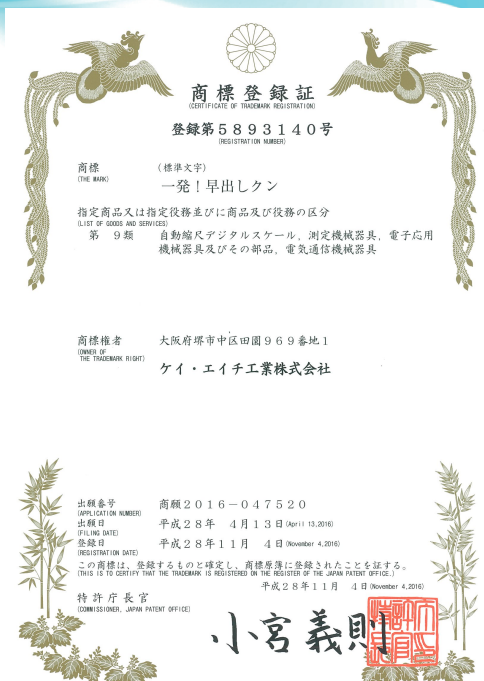 商標登録証
(CERTIFICATE OF TRADEMARK REGISTRATION)
登録第5893140号
(REGISTRATION NUMBER)
商標
(THE MARK)
(標準文字)
一発!早出しクン
指定商品又は指定役務並びに商品及び役務の区分
(LIST OF GOODS AND SERVICES)
第 9類 自動縮尺デジタルスケール,測定機械器具,電子応用
機械器具及びその部品,電気通信機械器具
商標権者 大阪府堺市中区田園969番地1
(OWNER OF
THE TRADEMARK RIGHT)
ケイ・エイチ工業株式会社
出願番号 商願2016-047520
(APPLICATION NUMBER)
出願日 平成28年 4月13日(April 13,2016)
(FILING DATE)
登録日 平成28年11月 4日(November 4,2016)
(REGISTRATION DATE)
この商標は、登録するものと確定し、商標原簿に登録されたことを証する。
(THIS IS TO CERTIFY THAT THE TRADEMARK IS REGISTERED ON THE REGISTER OF THE JAPAN PATENT OFFICE.)
平成28年11月 4日(November 4,2016)
特許庁長官
(COMMISSIONER, JAPAN PATENT OFFICE)
小宮義則